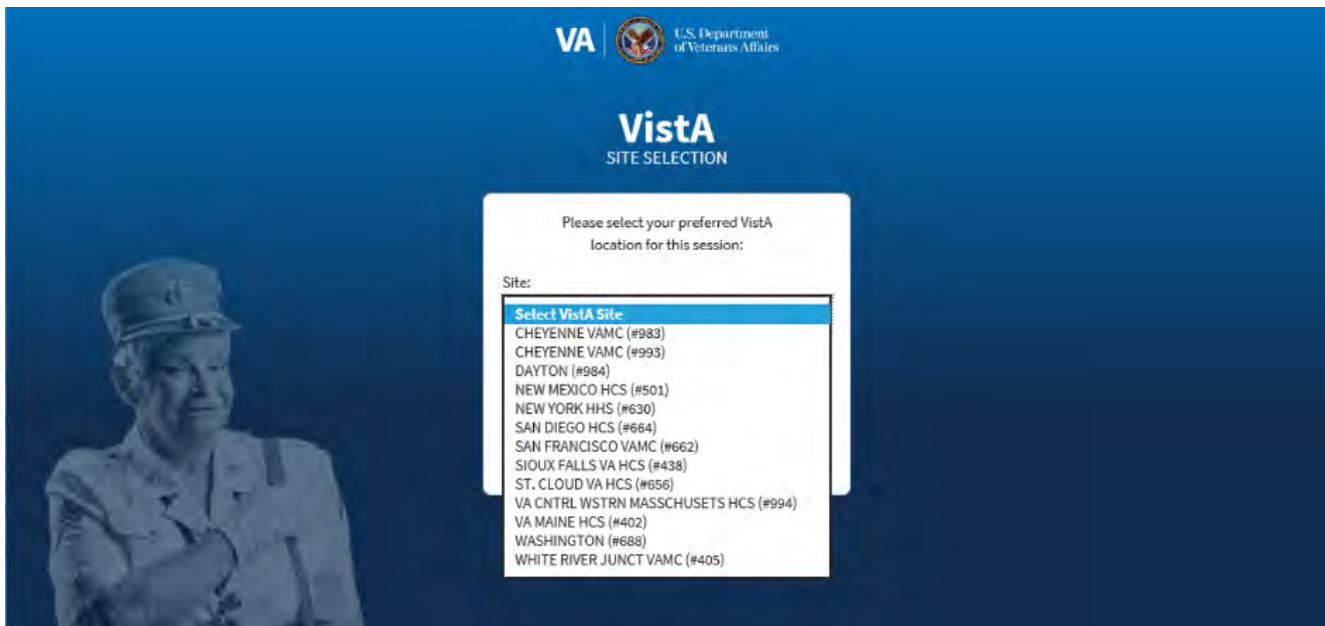 VA
U.S. Department
of Veterans Affairs
VistA
SITE SELECTION
Please select your preferred VistA
location for this session:
Site:
Select VistA Site
CHEYENNE VAMC (#983)
CHEYENNE VAMC (#993)
DAYTON (#984)
NEW MEXICO HCS (#501)
NEW YORK HHS (#630)
SAN DIEGO HCS (#664)
SAN FRANCISCO VAMC (#662)
SIOUX FALLS VA HCS (#438)
ST. CLOUD VA HCS (#656)
VA CNTRL WSTRN MASSCHUSETS HCS (#994)
VA MAINE HCS (#402)
WASHINGTON (#688)
WHITE RIVER JUNCT VAMC (#405)